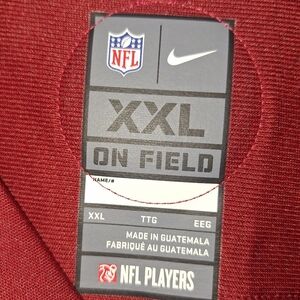 NFL
XXL
ON FIELD
NAME/#
XXL TTG EEG
MADE IN GUATEMALA
FABRIQUÉ AU GUATEMALA
NFL PLAYERS